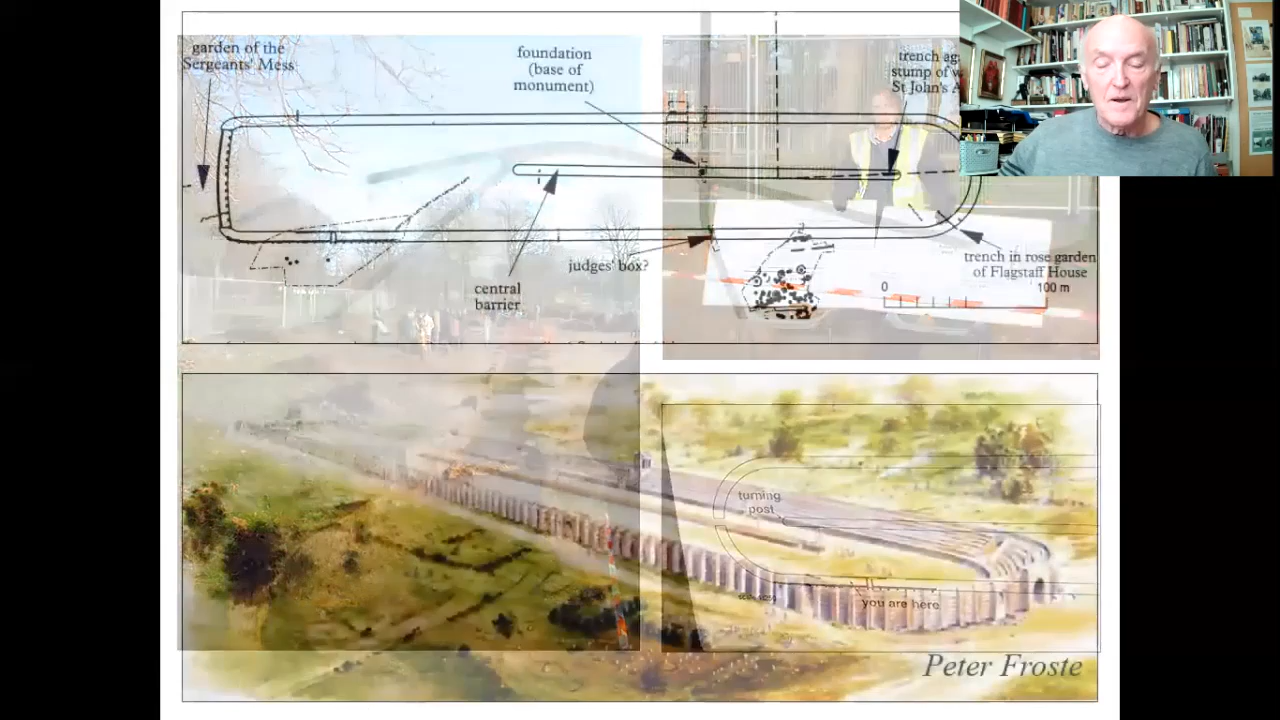 garden of the
Sergeants' Mess
foundation
(base of
monument)
trench
stump of
St John's
judges' box?
central
barrier
trench in rose garden
of Flagstaff House
0
100 m
turning
post
you are here
Peter Froste